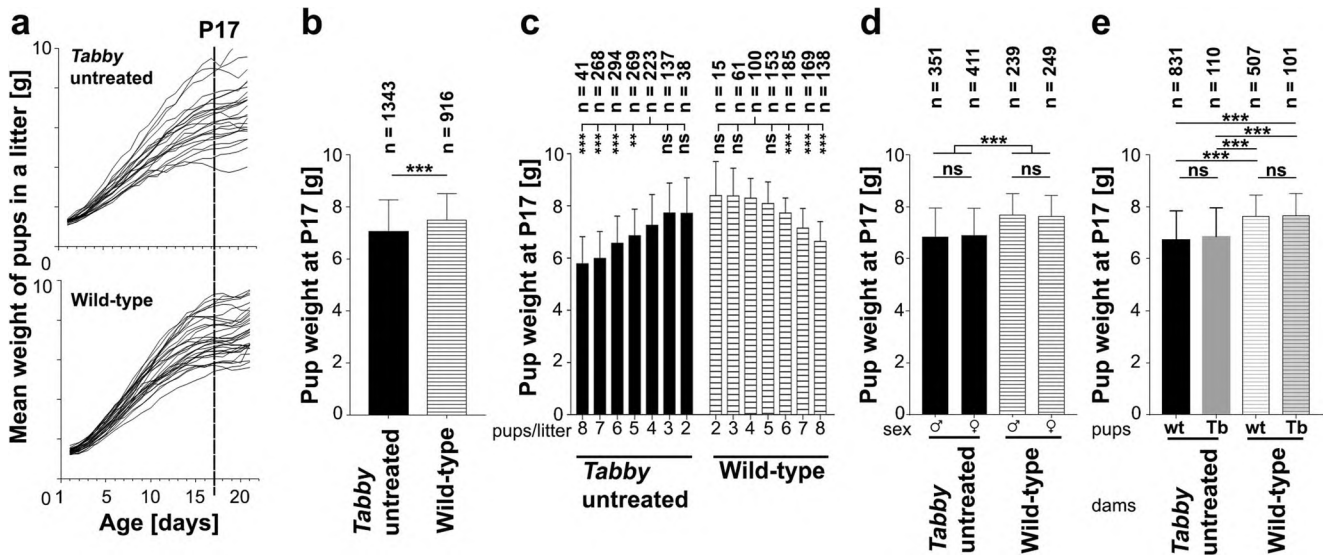 a
P17
Tabby
untreated
10
0
Wild-type
10
0
1 5 10 15 20
Mean weight of pups in a litter [g]
Age [days]
b
n = 1343
n = 916
***
Pup weight at P17 [g]
10
8
6
4
2
0
Tabby
untreated
Wild-type
c
n = 41
n = 268
n = 294
n = 269
n = 223
n = 137
n = 38
n = 15
n = 61
n = 100
n = 153
n = 185
n = 169
n = 138
*** *** *** ** ns ns
ns ns ns *** *** ***
Pup weight at P17 [g]
10
8
6
4
2
0
pups/litter 8 7 6 5 4 3 2 2 3 4 5 6 7 8
Tabby
untreated
Wild-type
d
n = 351
n = 411
n = 239
n = 249
***
ns ns
Pup weight at P17 [g]
10
8
6
4
2
0
sex ♂ ♀ ♂ ♀
Tabby
untreated
Wild-type
e
n = 831
n = 110
n = 507
n = 101
***
***
***
***
ns ns
Pup weight at P17 [g]
10
8
6
4
2
0
pups wt Tb wt Tb
dams
Tabby
untreated
Wild-type